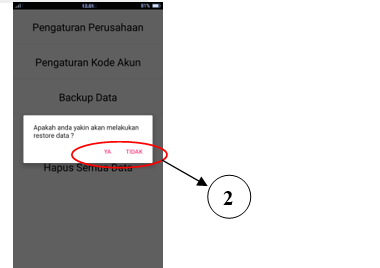 13.01
81%
Pengaturan Perusahaan
Pengaturan Kode Akun
Backup Data
Apakah anda yakin akan melakukan
restore data ?
YA TIDAK
Hapus Semua Data
2